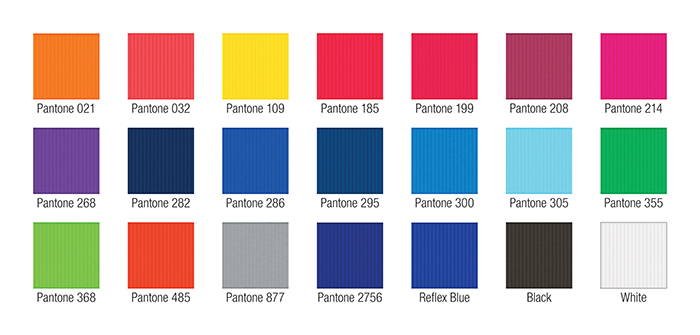 Pantone 021
Pantone 032
Pantone 109
Pantone 185
Pantone 199
Pantone 208
Pantone 214
Pantone 268
Pantone 282
Pantone 286
Pantone 295
Pantone 300
Pantone 305
Pantone 355
Pantone 368
Pantone 485
Pantone 877
Pantone 2756
Reflex Blue
Black
White